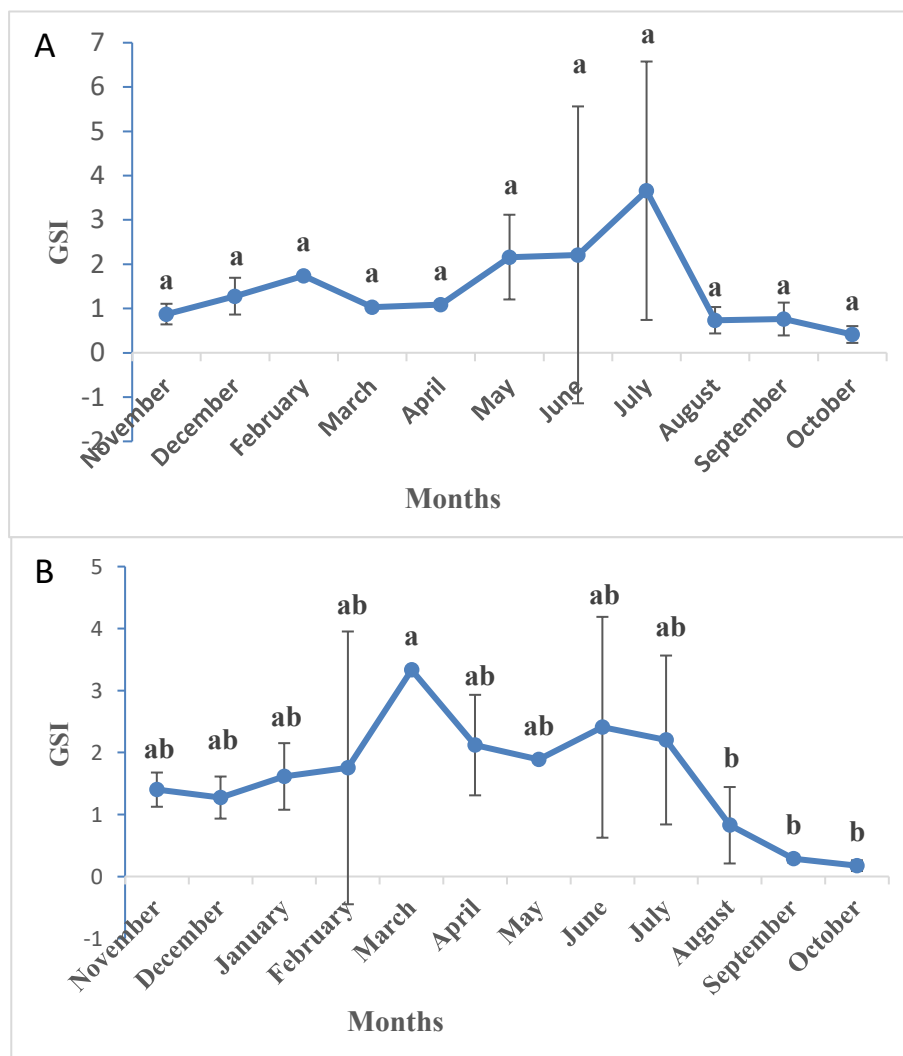 A
7
6
5
4
3
2
1
0
-1
-2
GSI
a a a a a a a a a a a
November December February March April May June July August September October
Months
B
5
4
3
2
1
0
-1
GSI
ab ab ab ab a ab ab ab ab b b b
November December January February March April May June July August September October
Months